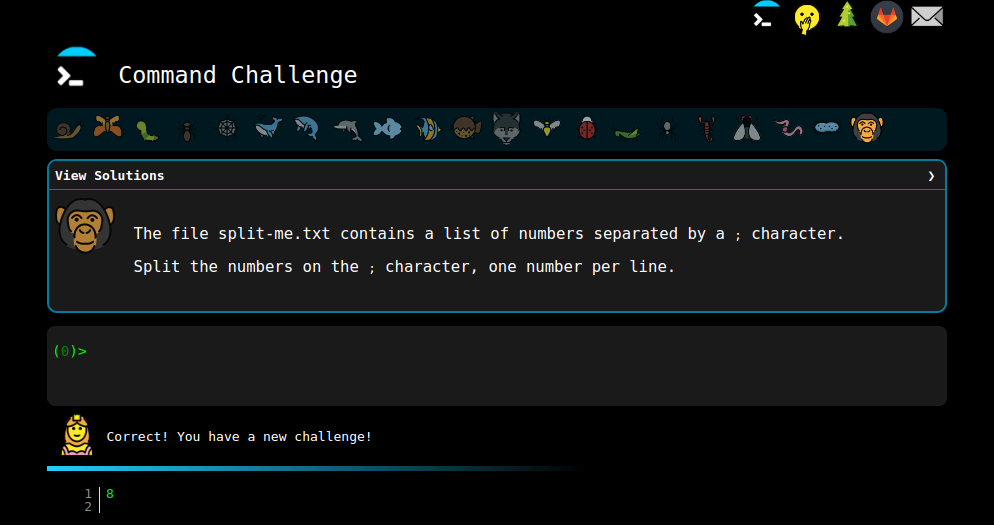 Command Challenge
View Solutions ❯
The file split-me.txt contains a list of numbers separated by a ; character.
Split the numbers on the ; character, one number per line.
(0)>
Correct! You have a new challenge!
1 8
2